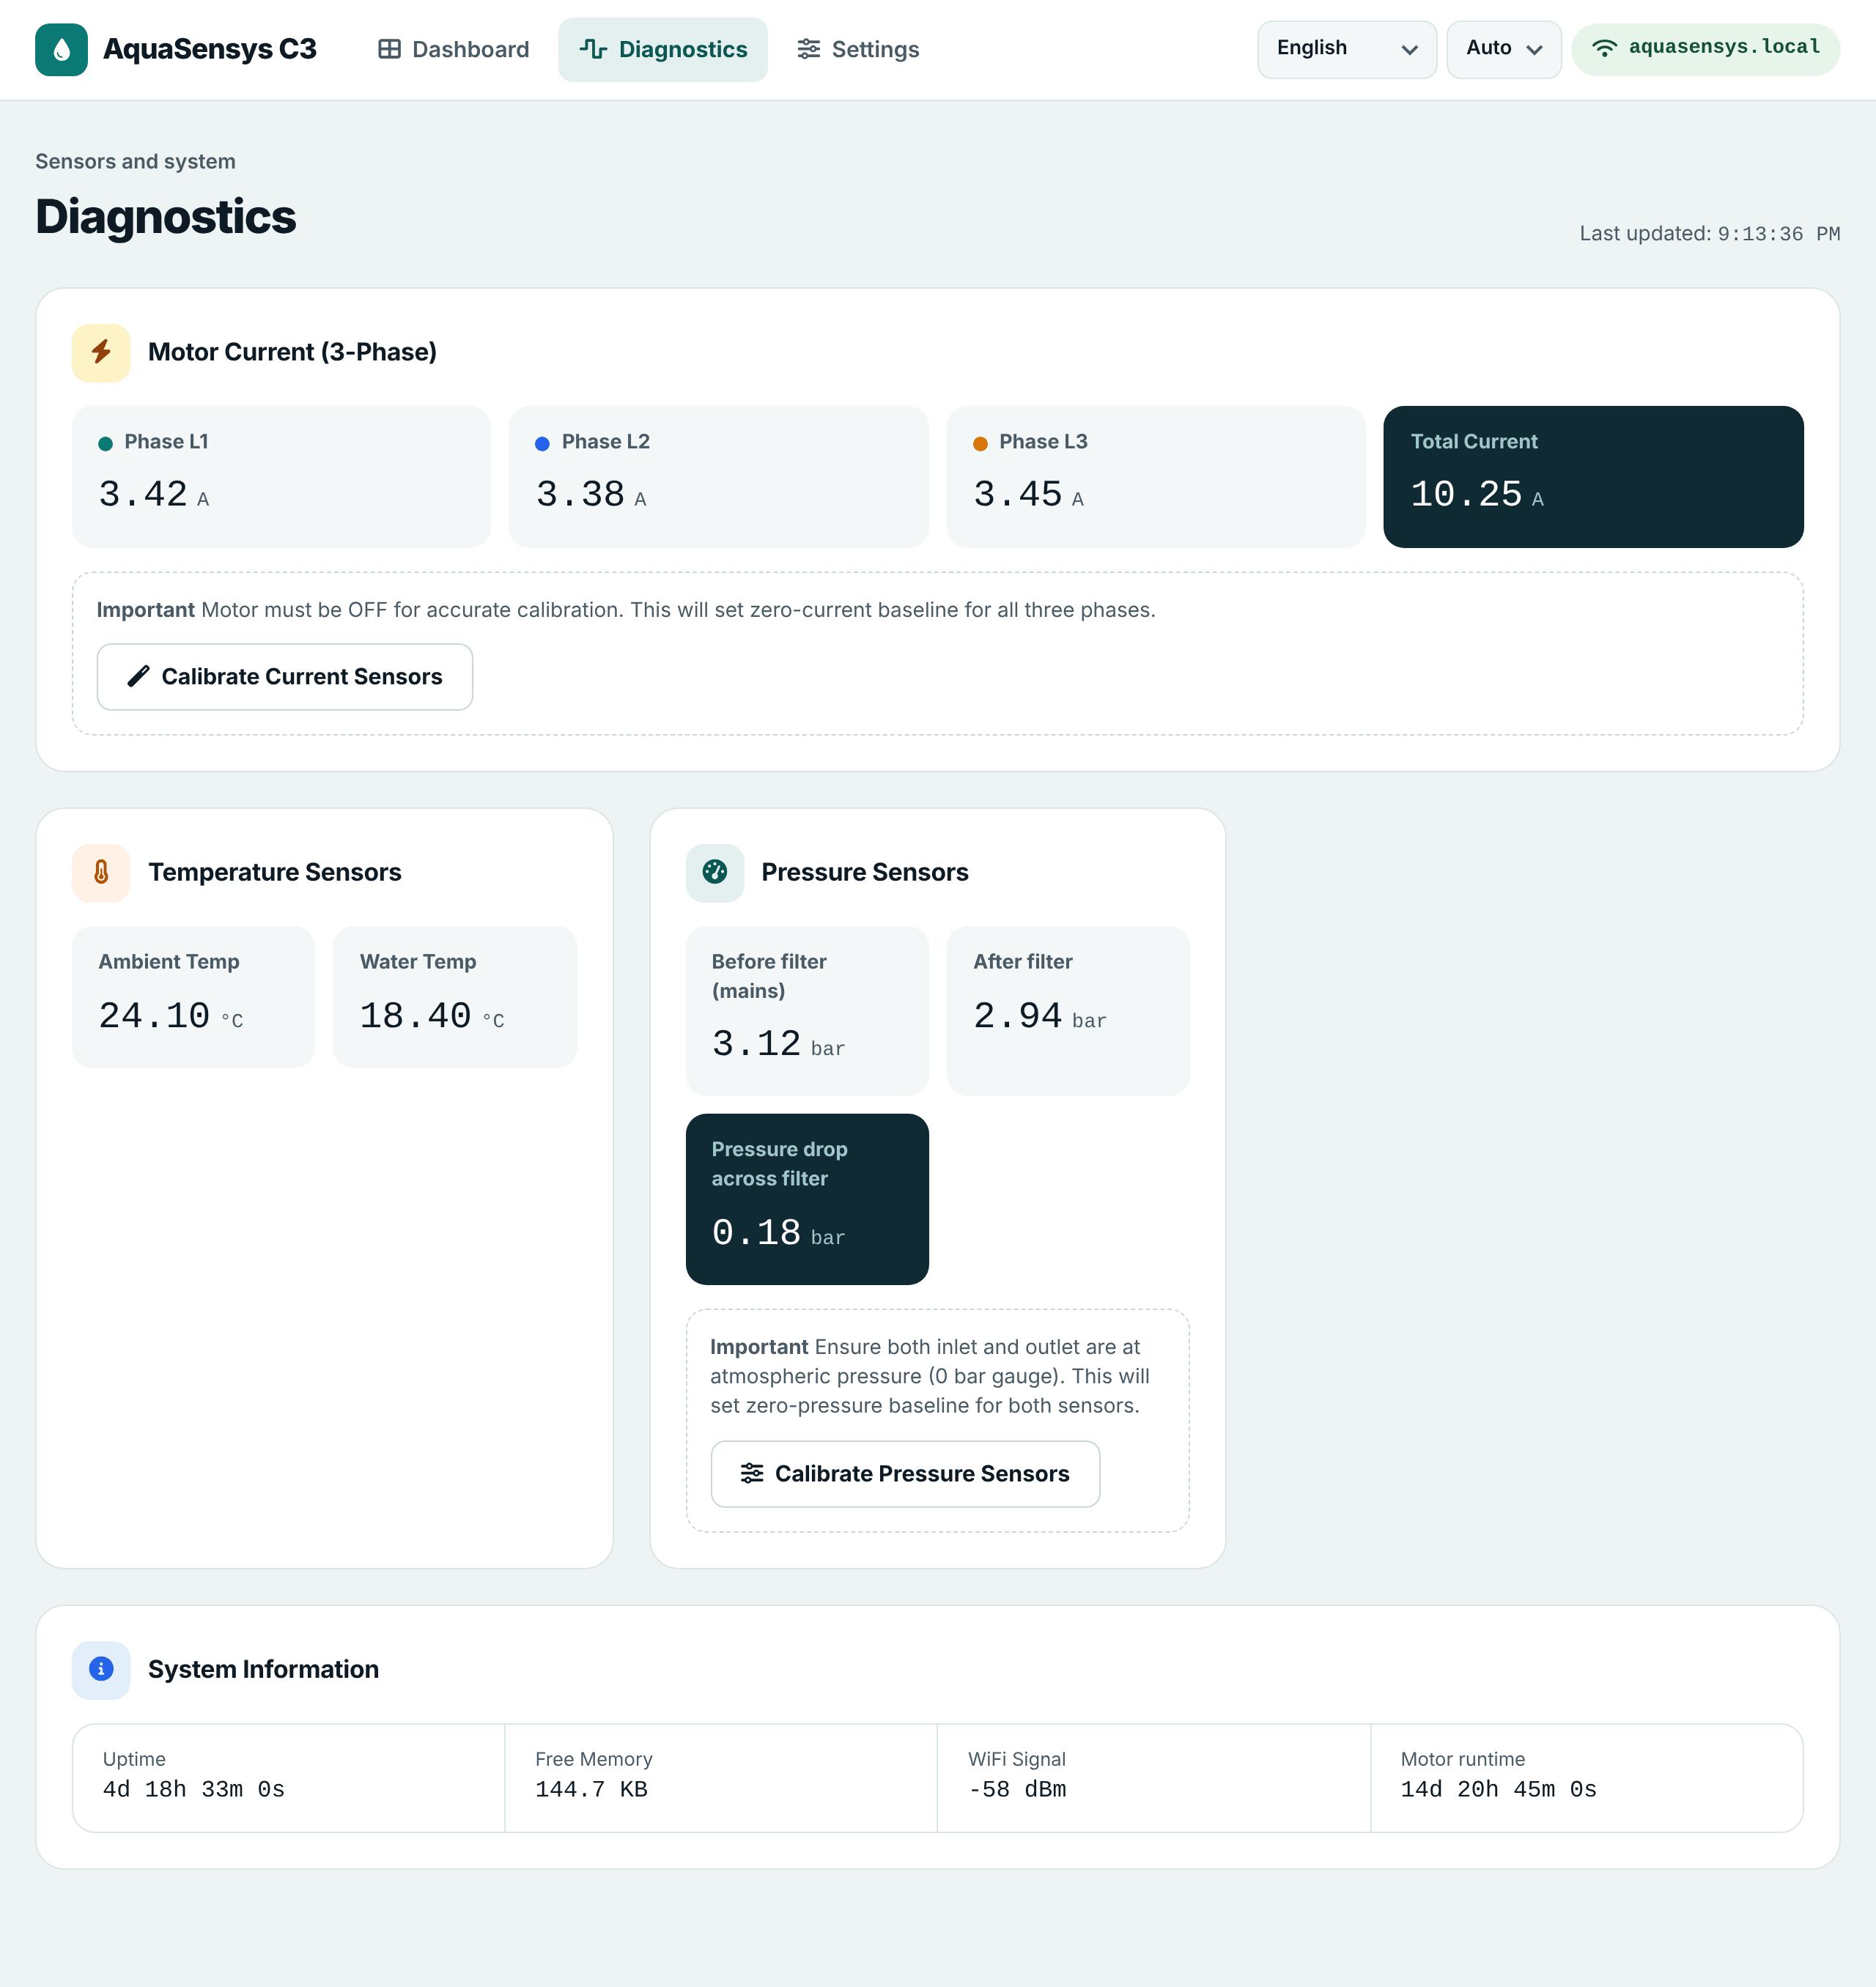 AquaSensys C3
Dashboard
Diagnostics
Settings
English
Auto
aquasensys.local
Sensors and system
Diagnostics
Last updated: 9:13:36 PM
Motor Current (3-Phase)
Phase L1
3.42 A
Phase L2
3.38 A
Phase L3
3.45 A
Total Current
10.25 A
Important Motor must be OFF for accurate calibration. This will set zero-current baseline for all three phases.
Calibrate Current Sensors
Temperature Sensors
Ambient Temp
24.10 °C
Water Temp
18.40 °C
Pressure Sensors
Before filter
(mains)
3.12 bar
After filter
2.94 bar
Pressure drop
across filter
0.18 bar
Important Ensure both inlet and outlet are at
atmospheric pressure (0 bar gauge). This will
set zero-pressure baseline for both sensors.
Calibrate Pressure Sensors
System Information
Uptime
4d 18h 33m 0s
Free Memory
144.7 KB
WiFi Signal
-58 dBm
Motor runtime
14d 20h 45m 0s